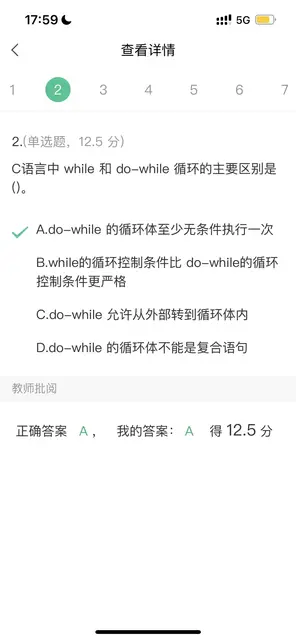 17:59 5G
查看详情
1 2 3 4 5 6 7
2.(单选题，12.5 分)
C语言中 while 和 do-while 循环的主要区别是
()。
A.do-while 的循环体至少无条件执行一次
B.while的循环控制条件比 do-while的循环
控制条件更严格
C.do-while 允许从外部转到循环体内
D.do-while 的循环体不能是复合语句
教师批阅
正确答案 A ， 我的答案： A 得 12.5 分